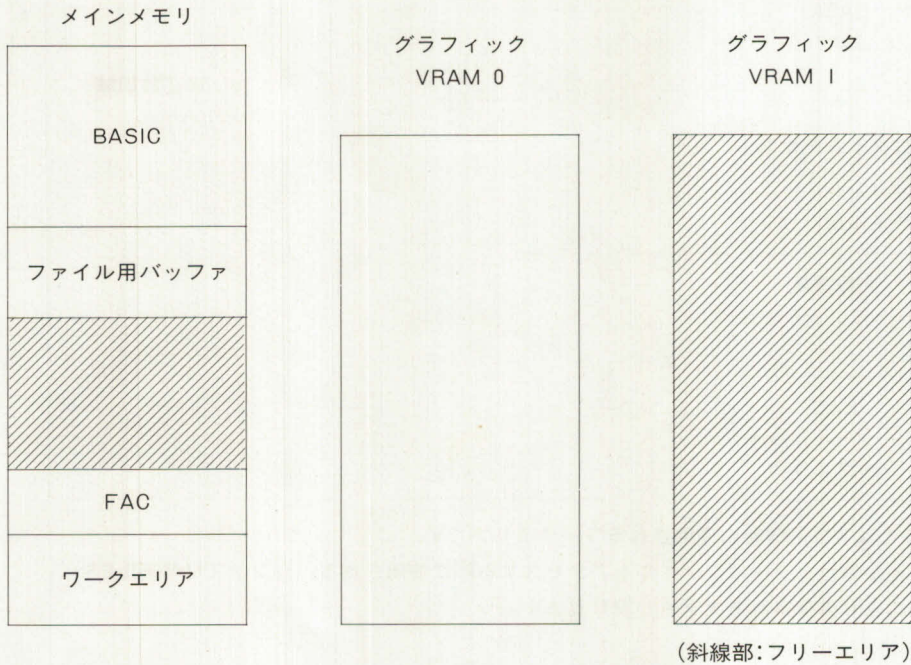 メインメモリ
BASIC
ファイル用バッファ
FAC
ワークエリア
グラフィック
VRAM 0
グラフィック
VRAM I
(斜線部:フリーエリア)